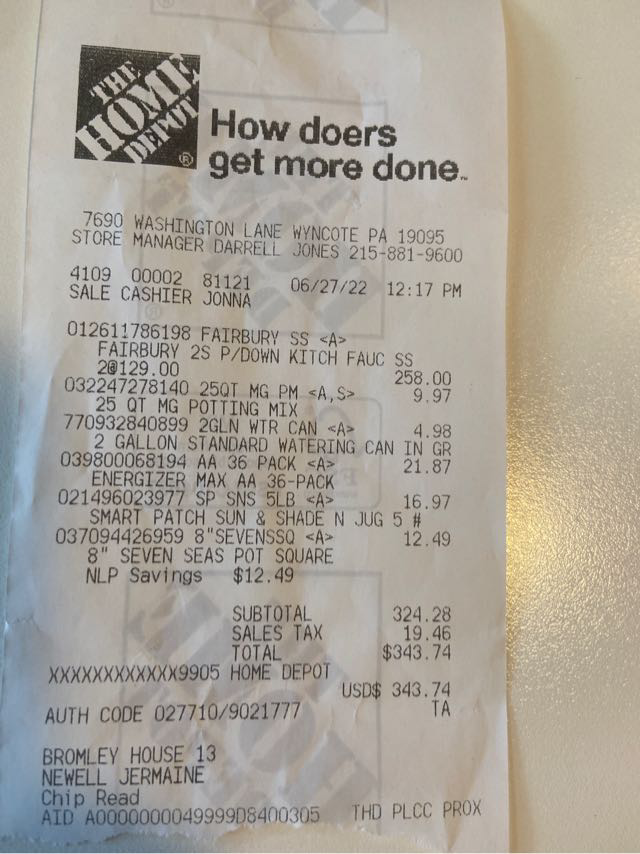 THE
HOME
DEPOT
®
How doers
get more done™
7690 WASHINGTON LANE WYNCOTE PA 19095
STORE MANAGER DARRELL JONES 215-881-9600
4109 00002 81121 06/27/22 12:17 PM
SALE CASHIER JONNA
012611786198 FAIRBURY SS <A>
FAIRBURY 2S P/DOWN KITCH FAUC SS
2@129.00 258.00
032247278140 25QT MG PM <A,S> 9.97
25 QT MG POTTING MIX
770932840899 2GLN WTR CAN <A> 4.98
2 GALLON STANDARD WATERING CAN IN GR
039800068194 AA 36 PACK <A> 21.87
ENERGIZER MAX AA 36-PACK
021496023977 SP SNS 5LB <A> 16.97
SMART PATCH SUN & SHADE N JUG 5 #
037094426959 8"SEVENSSQ <A> 12.49
8" SEVEN SEAS POT SQUARE
NLP Savings $12.49
SUBTOTAL 324.28
SALES TAX 19.46
TOTAL $343.74
XXXXXXXXXXXX9905 HOME DEPOT
USD$ 343.74
AUTH CODE 027710/9021777 TA
BROMLEY HOUSE 13
NEWELL JERMAINE
Chip Read
AID A0000000049999D8400305 THD PLCC PROX